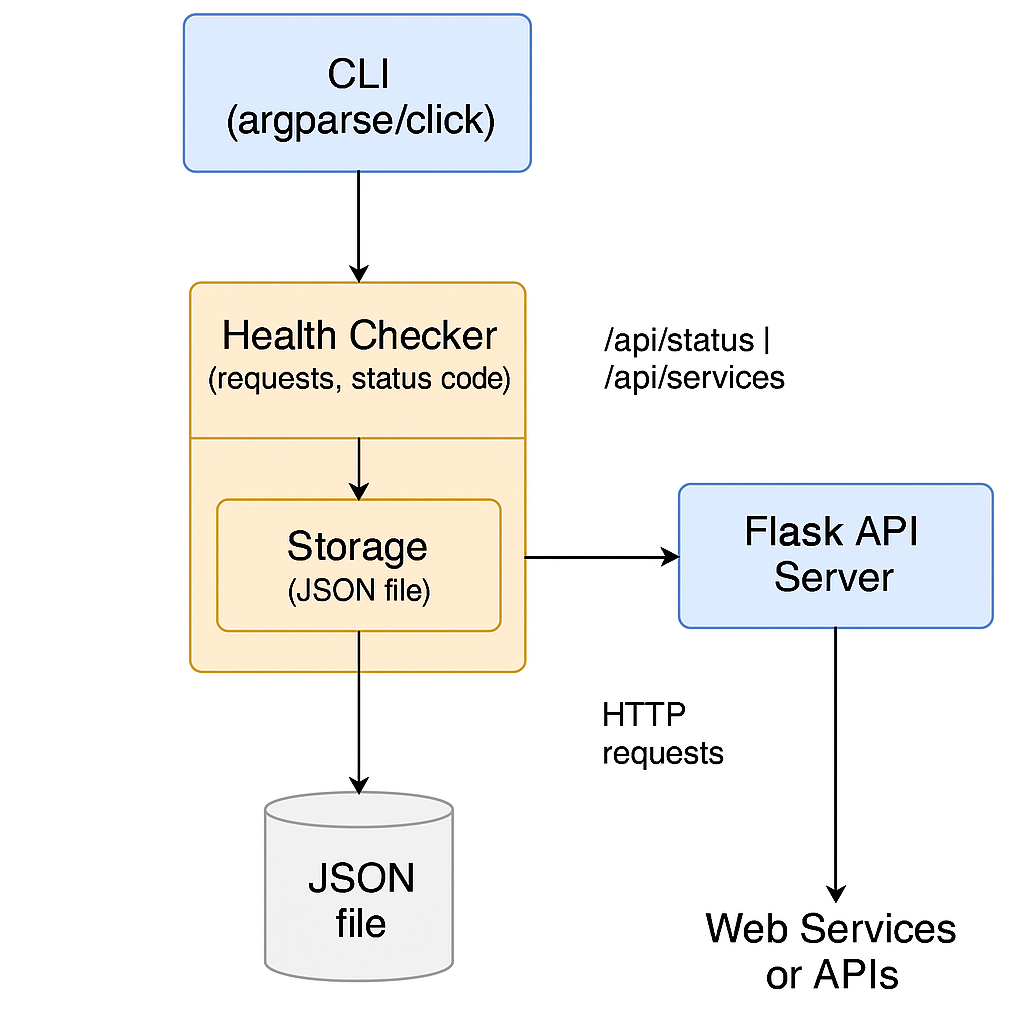 CLI
(argparse/click)
Health Checker
(requests, status code)
/api/status |
/api/services
Storage
(JSON file)
Flask API
Server
HTTP
requests
JSON
file
Web Services
or APIs